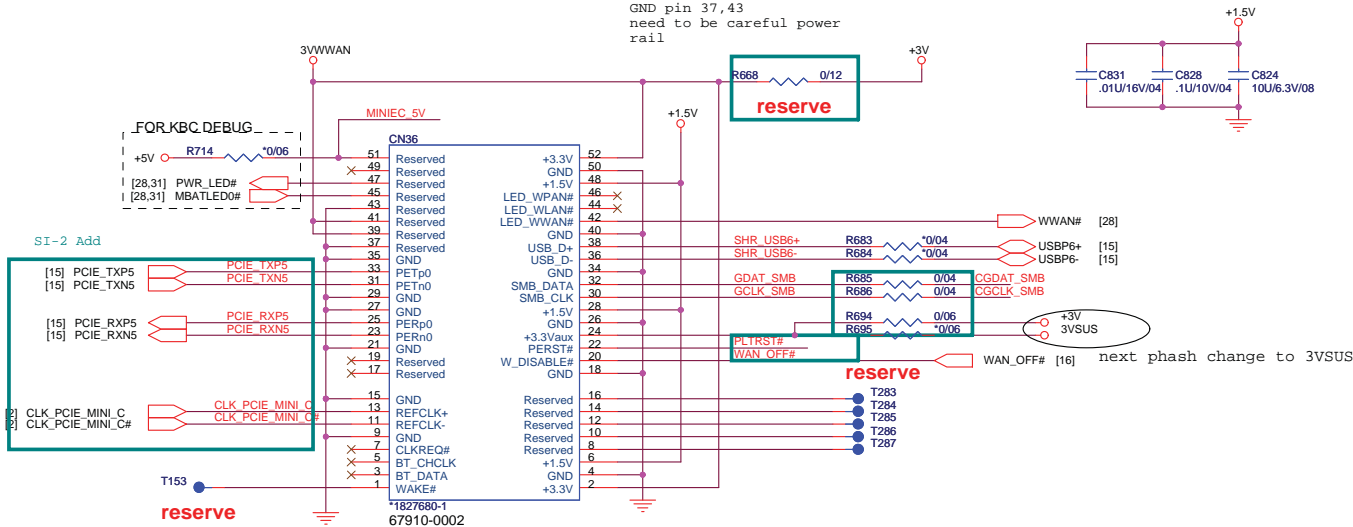 GND pin 37,43
need to be careful power
rail
3VWWAN
+3V
R668 0/12
reserve
+1.5V
C831
.01U/16V/04
C828
.1U/10V/04
C824
10U/6.3V/08
MINIEC_5V
+1.5V
FOR KBC DEBUG
+5V R714 *0/06
[28,31] PWR_LED#
[28,31] MBATLED0#
CN36
51 Reserved +3.3V 52
49 Reserved GND 50
47 Reserved +1.5V 48
45 Reserved LED_WPAN# 46
43 Reserved LED_WLAN# 44
41 Reserved LED_WWAN# 42 WWAN# [28]
39 Reserved GND 40
37 Reserved USB_D+ 38 SHR_USB6+ R683 *0/04 USBP6+ [15]
35 GND USB_D- 36 SHR_USB6- R684 *0/04 USBP6- [15]
SI-2 Add
[15] PCIE_TXP5 PCIE_TXP5 33 PETp0 GND 34
[15] PCIE_TXN5 PCIE_TXN5 31 PETn0 SMB_DATA 32 GDAT_SMB R685 0/04 CGDAT_SMB
29 GND SMB_CLK 30 GCLK_SMB R686 0/04 CGCLK_SMB
27 GND +1.5V 28
[15] PCIE_RXP5 PCIE_RXP5 25 PERp0 GND 26 R694 0/06 +3V
[15] PCIE_RXN5 PCIE_RXN5 23 PERn0 +3.3Vaux 24 R695 *0/06 3VSUS
21 GND PERST# 22 PLTRST#
19 Reserved W_DISABLE# 20 WAN_OFF# WAN_OFF# [16]
next phash change to 3VSUS
17 Reserved GND 18
reserve
15 GND Reserved 16 T283
[2] CLK_PCIE_MINI_C CLK_PCIE_MINI_C 13 REFCLK+ Reserved 14 T284
[2] CLK_PCIE_MINI_C# CLK_PCIE_MINI_C# 11 REFCLK- Reserved 12 T285
9 GND Reserved 10 T286
7 CLKREQ# Reserved 8 T287
5 BT_CHCLK +1.5V 6
3 BT_DATA GND 4
T153 1 WAKE# +3.3V 2
reserve
*1827680-1
67910-0002